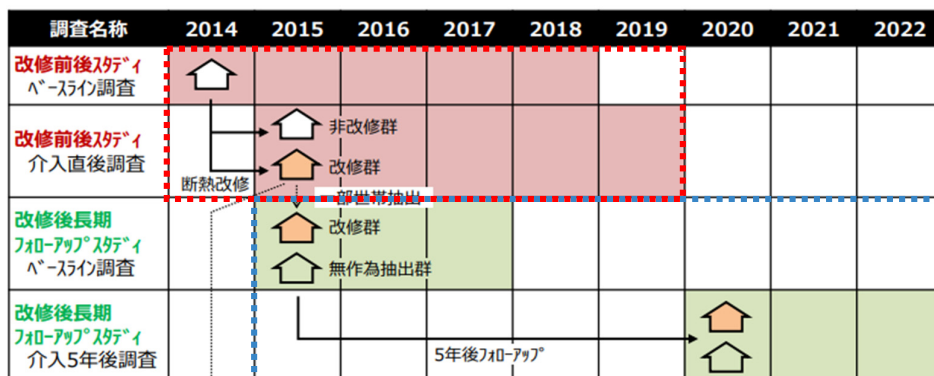 調査名称 2014 2015 2016 2017 2018 2019 2020 2021 2022
改修前後ｽﾀﾃﾞｨ
ﾍﾞｰｽﾗｲﾝ調査
改修前後ｽﾀﾃﾞｨ
介入直後調査
非改修群
改修群
断熱改修
一部世帯抽出
改修後長期
ﾌｫﾛｰｱｯﾌﾟｽﾀﾃﾞｨ
ﾍﾞｰｽﾗｲﾝ調査
改修群
無作為抽出群
改修後長期
ﾌｫﾛｰｱｯﾌﾟｽﾀﾃﾞｨ
介入5年後調査
5年後ﾌｫﾛｰｱｯﾌﾟ